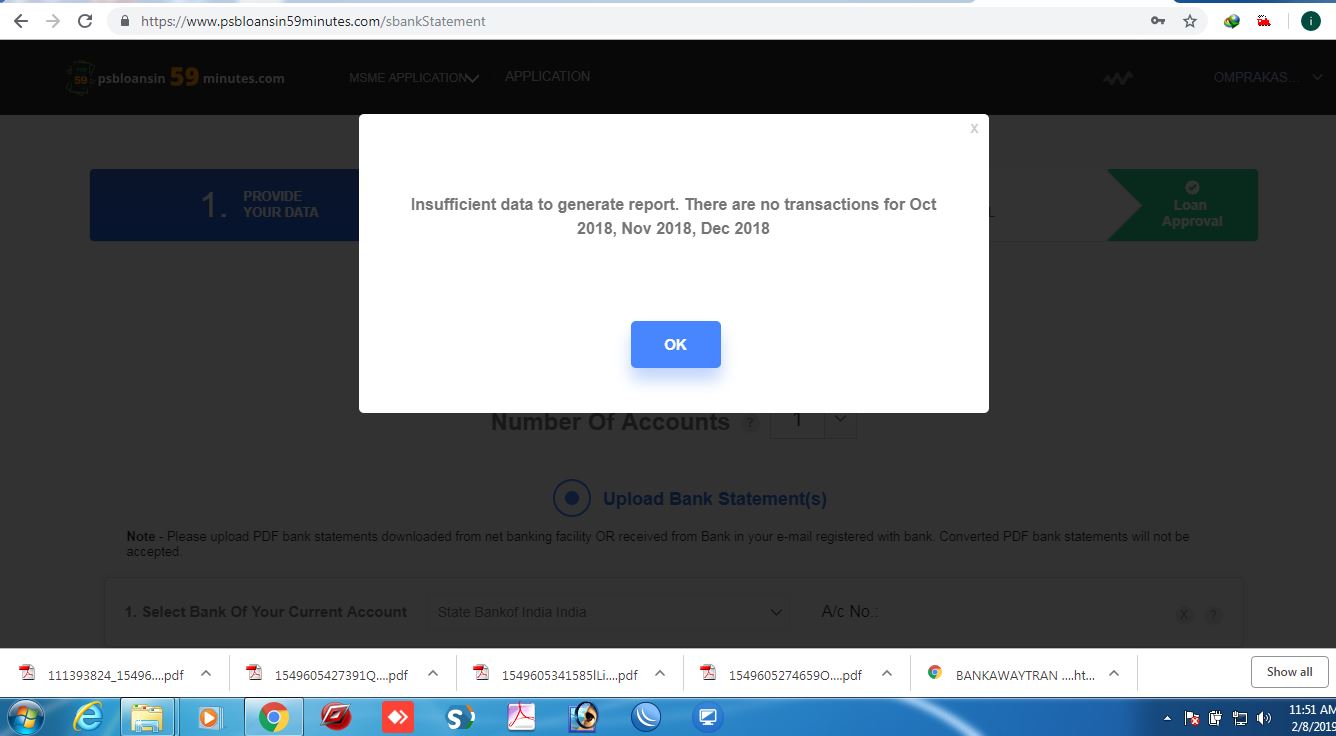 https://www.psbloansin59minutes.com/sbankStatement
i
psbloansin 59 minutes.com
MSME APPLICATION
APPLICATION
OMPRAKAS...
X
1. PROVIDE
YOUR DATA
Loan
Approval
Insufficient data to generate report. There are no transactions for Oct
2018, Nov 2018, Dec 2018
OK
Number Of Accounts ? 1
Upload Bank Statement(s)
Note - Please upload PDF bank statements downloaded from net banking facility OR received from Bank in your e-mail registered with bank. Converted PDF bank statements will not be
accepted.
1. Select Bank Of Your Current Account State Bankof India India A/c No.: X ?
111393824_15496....pdf
1549605427391Q....pdf
1549605341585lLi....pdf
1549605274659O....pdf
BANKAWAYTRAN ....ht...
Show all
11:51 AM
2/8/2019